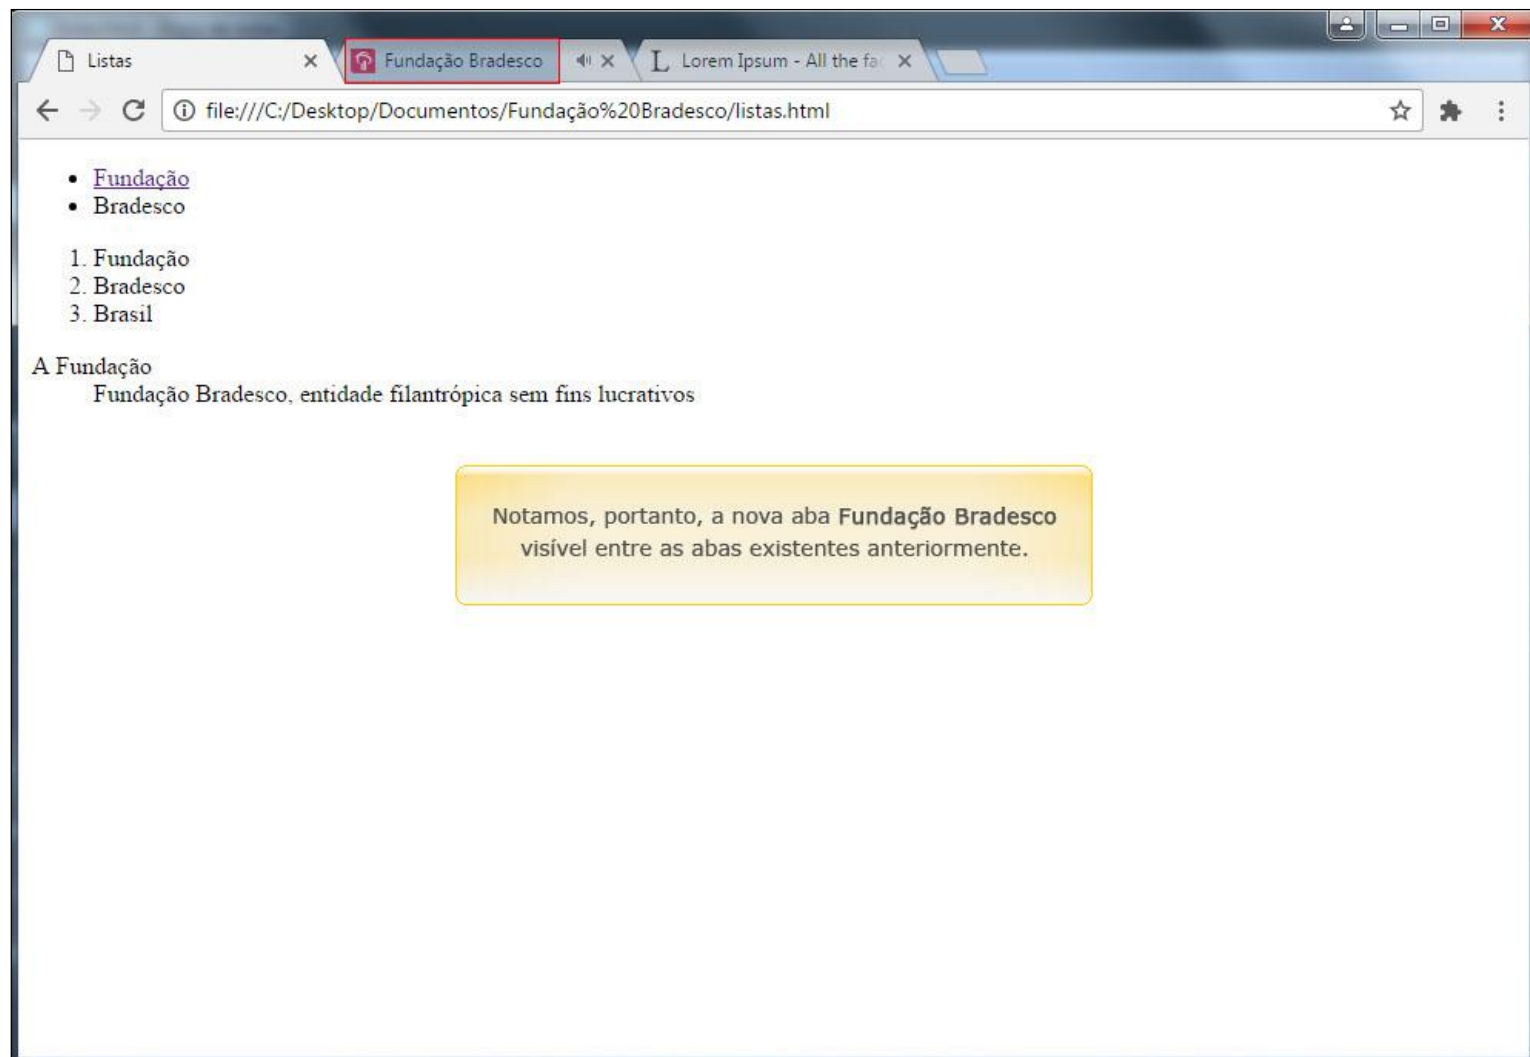 Listas
Fundação Bradesco
Lorem Ipsum - All the fac
file:///C:/Desktop/Documentos/Fundação%20Bradesco/listas.html
• Fundação
• Bradesco
1. Fundação
2. Bradesco
3. Brasil
A Fundação
Fundação Bradesco, entidade filantrópica sem fins lucrativos
Notamos, portanto, a nova aba Fundação Bradesco
visível entre as abas existentes anteriormente.